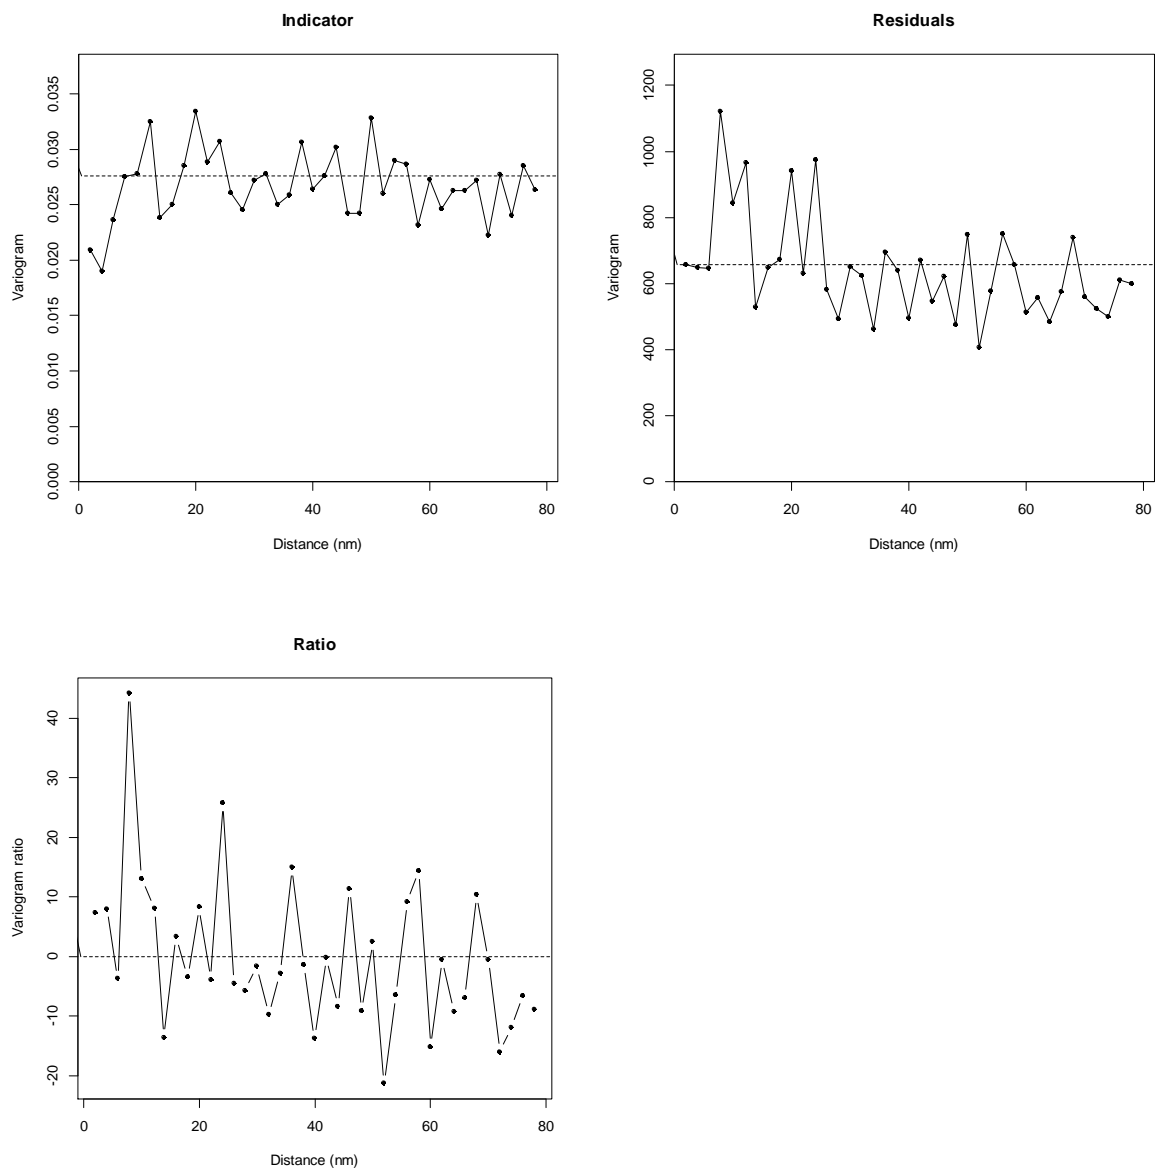 Indicator
Variogram
0.000 0.005 0.010 0.015 0.020 0.025 0.030 0.035
0 20 40 60 80
Distance (nm)
Residuals
Variogram
0 200 400 600 800 1000 1200
0 20 40 60 80
Distance (nm)
Ratio
Variogram ratio
-20 -10 0 10 20 30 40
0 20 40 60 80
Distance (nm)